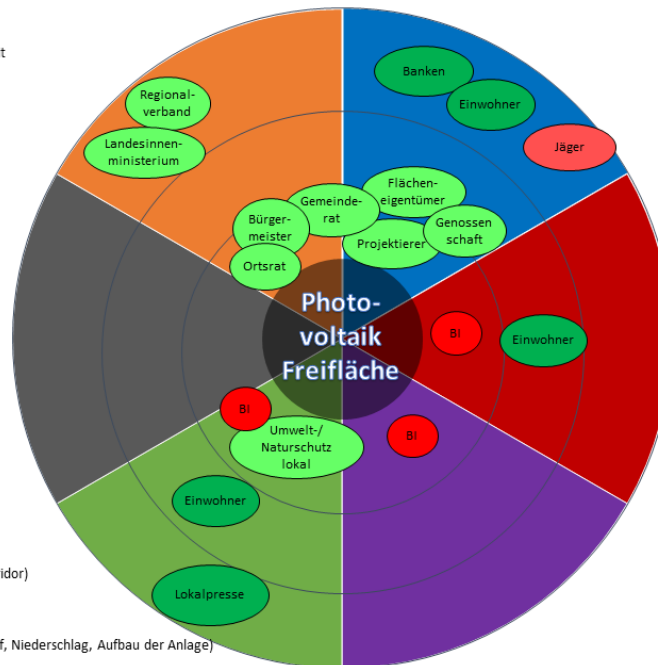 t
Banken
Einwohner
Jäger
Regional-
verband
Landesinnen-
ministerium
Flächen-
eigentümer
Gemeinde-
rat
Bürger-
meister
Genossen
schaft
Projektierer
Ortsrat
Photo-
voltaik
Freifläche
BI
Einwohner
BI
Umwelt-/
Naturschutz
lokal
BI
Einwohner
idor)
Lokalpresse
f, Niederschlag, Aufbau der Anlage)